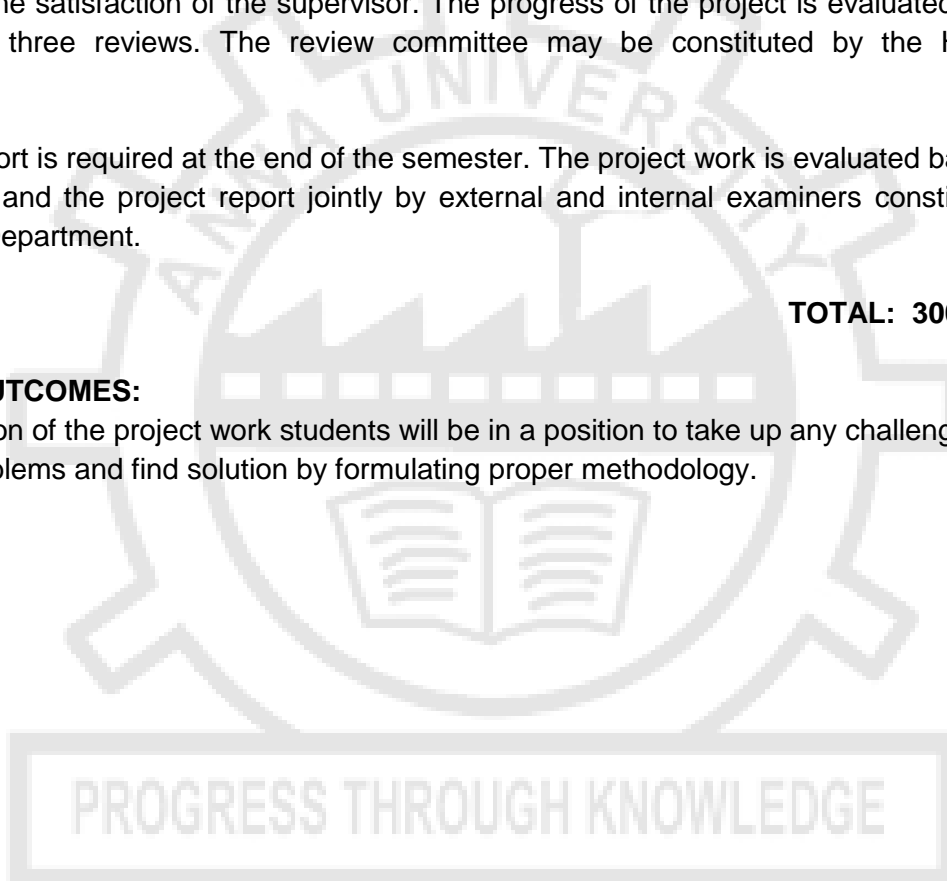 he satisfaction of the supervisor. The progress of the project is evaluated
three reviews. The review committee may be constituted by the
ort is required at the end of the semester. The project work is evaluated ba
and the project report jointly by external and internal examiners consti
epartment.
TOTAL: 300
UTCOMES:
on of the project work students will be in a position to take up any challeng
blems and find solution by formulating proper methodology.
ANNA UNIVERSITY
PROGRESS THROUGH KNOWLEDGE